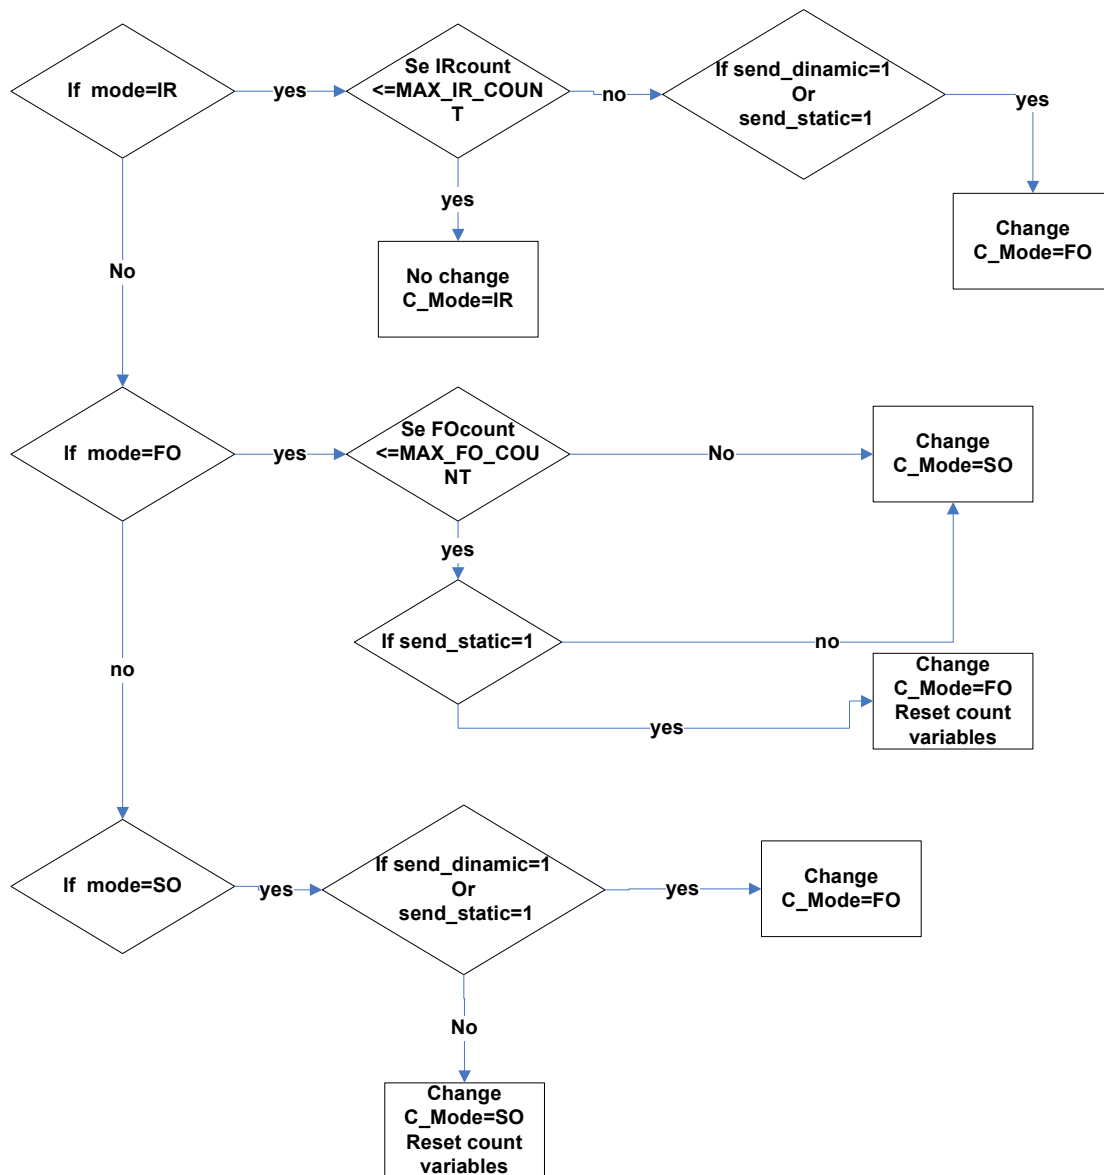 If mode=IR
yes
Se IRcount
<=MAX_IR_COUN
T
no
If send_dinamic=1
Or
send_static=1
yes
Change
C_Mode=FO
yes
No change
C_Mode=IR
No
If mode=FO
yes
Se FOcount
<=MAX_FO_COU
NT
No
Change
C_Mode=SO
yes
If send_static=1
no
yes
Change
C_Mode=FO
Reset count
variables
no
If mode=SO
yes
If send_dinamic=1
Or
send_static=1
yes
Change
C_Mode=FO
No
Change
C_Mode=SO
Reset count
variables